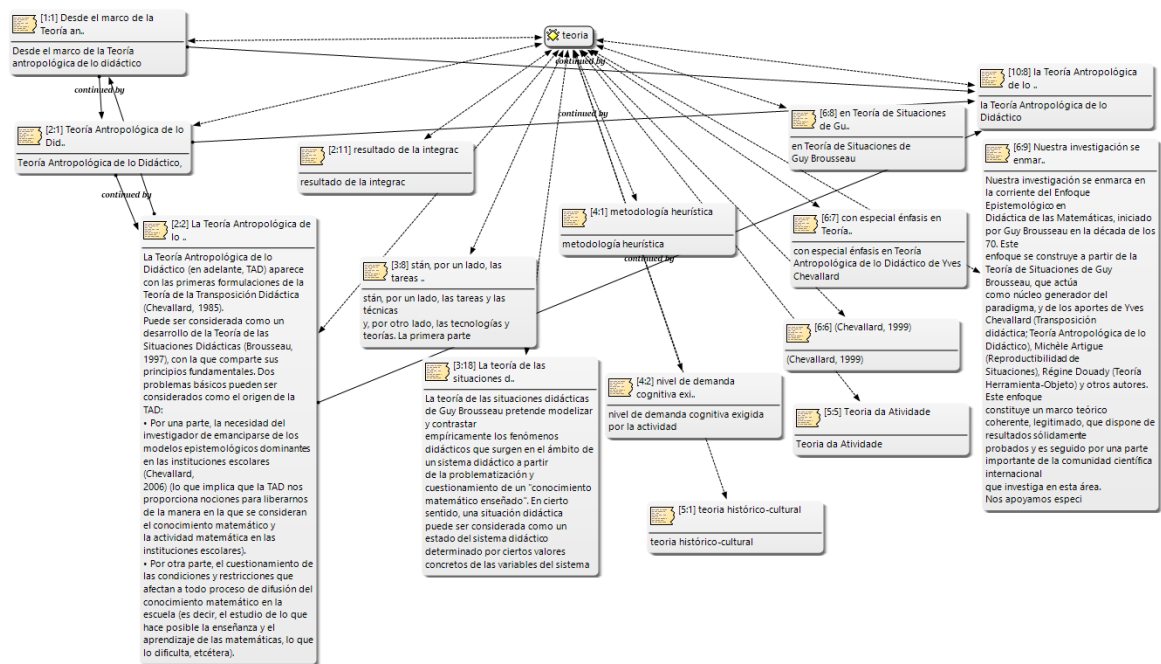 [1:1] Desde el marco de la
Teoría an..
Desde el marco de la Teoría
antropológica de lo didáctico
teoria
continued by
[10:8] la Teoría Antropológica
de lo ..
la Teoría Antropológica de lo
Didáctico
continued by
[2:1] Teoría Antropológica de lo
Did..
Teoría Antropológica de lo Didáctico,
continued by
continued by
[6:8] en Teoría de Situaciones
de Gu..
en Teoría de Situaciones de
Guy Brousseau
[2:11] resultado de la integrac
resultado de la integrac
[6:9] Nuestra investigación se
enmar..
Nuestra investigación se enmarca en
la corriente del Enfoque
Epistemológico en
Didáctica de las Matemáticas, iniciado
por Guy Brousseau en la década de los
70. Este
enfoque se construye a partir de la
Teoría de Situaciones de Guy
Brousseau, que actúa
como núcleo generador del
paradigma, y de los aportes de Yves
Chevallard (Transposición
didáctica; Teoría Antropológica de lo
Didáctico), Michèle Artigue
(Reproductibilidad de
Situaciones), Régine Douady (Teoría
Herramienta-Objeto) y otros autores.
Este enfoque
constituye un marco teórico
coherente, legitimado, que dispone de
resultados sólidamente
probados y es seguido por una parte
importante de la comunidad científica
internacional
que investiga en esta área.
Nos apoyamos especi
[2:2] La Teoría Antropológica de
lo ..
La Teoría Antropológica de lo
Didáctico (en adelante, TAD) aparece
con las primeras formulaciones de la
Teoría de la Transposición Didáctica
(Chevallard, 1985).
Puede ser considerada como un
desarrollo de la Teoría de las
Situaciones Didácticas (Brousseau,
1997), con la que comparte sus
principios fundamentales. Dos
problemas básicos pueden ser
considerados como el origen de la
TAD:
• Por una parte, la necesidad del
investigador de emanciparse de los
modelos epistemológicos dominantes
en las instituciones escolares
(Chevallard,
2006) (lo que implica que la TAD nos
proporciona nociones para liberarnos
de la manera en la que se consideran
el conocimiento matemático y
la actividad matemática en las
instituciones escolares).
• Por otra parte, el cuestionamiento de
las condiciones y restricciones que
afectan a todo proceso de difusión del
conocimiento matemático en la
escuela (es decir, el estudio de lo que
hace posible la enseñanza y el
aprendizaje de las matemáticas, lo que
lo dificulta, etcétera).
[4:1] metodología heurística
metodología heurística
continued by
[6:7] con especial énfasis en
Teoría..
con especial énfasis en Teoría
Antropológica de lo Didáctico de Yves
Chevallard
[3:8] stán, por un lado, las
tareas ..
stán, por un lado, las tareas y las
técnicas
y, por otro lado, las tecnologías y
teorías. La primera parte
[6:6] (Chevallard, 1999)
(Chevallard, 1999)
[3:18] La teoría de las
situaciones d..
La teoría de las situaciones didácticas
de Guy Brousseau pretende modelizar
y contrastar
empíricamente los fenómenos
didácticos que surgen en el ámbito de
un sistema didáctico a partir
de la problematización y
cuestionamiento de un "conocimiento
matemático enseñado". En cierto
sentido, una situación didáctica
puede ser considerada como un
estado del sistema didáctico
determinado por ciertos valores
concretos de las variables del sistema
[4:2] nivel de demanda
cognitiva exi..
nivel de demanda cognitiva exigida
por la actividad
[5:5] Teoria da Atividade
Teoria da Atividade
[5:1] teoria histórico-cultural
teoria histórico-cultural